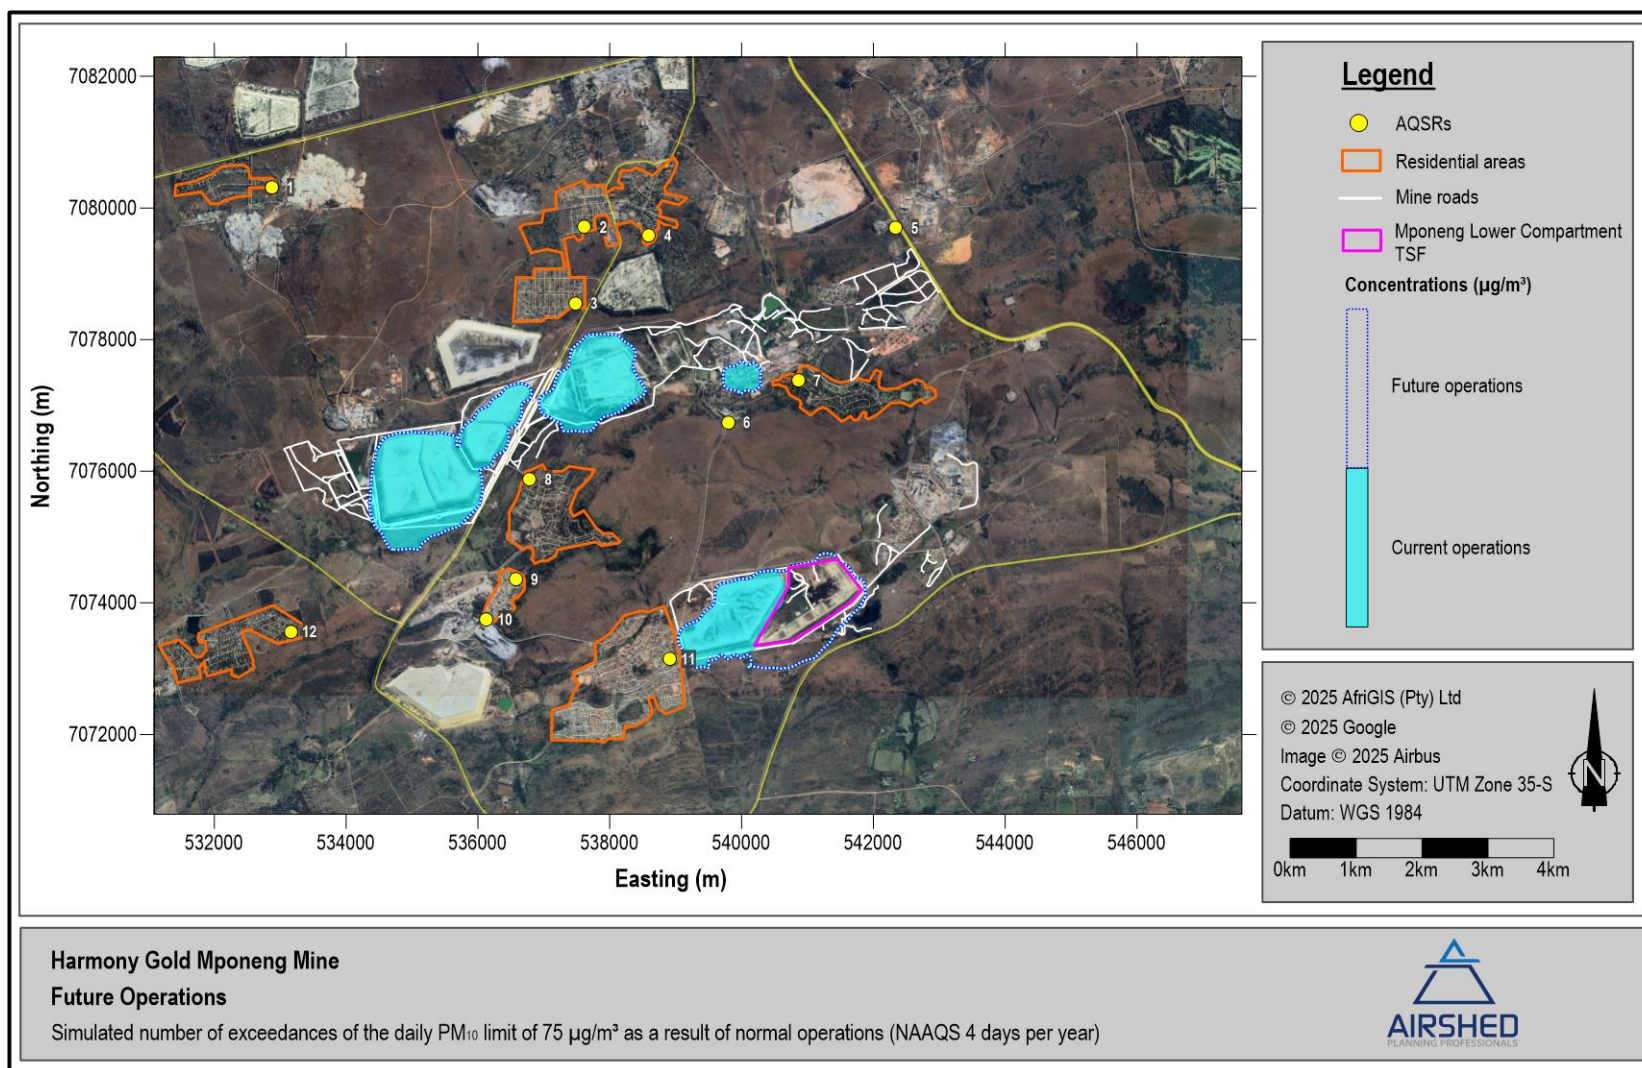 7082000
7080000
7078000
7076000
7074000
7072000
Northing (m)
532000
534000
536000
538000
540000
542000
544000
546000
Easting (m)
1
2
3
4
5
6
7
8
9
10
11
12
Legend
AQSRs
Residential areas
Mine roads
Mponeng Lower Compartment
TSF
Concentrations (µg/m³)
Future operations
Current operations
© 2025 AfriGIS (Pty) Ltd
© 2025 Google
Image © 2025 Airbus
Coordinate System: UTM Zone 35-S
Datum: WGS 1984
N
0km 1km 2km 3km 4km
Harmony Gold Mponeng Mine
Future Operations
Simulated number of exceedances of the daily PM₁₀ limit of 75 µg/m³ as a result of normal operations (NAAQS 4 days per year)
AIRSHED
PLANNING PROFESSIONALS